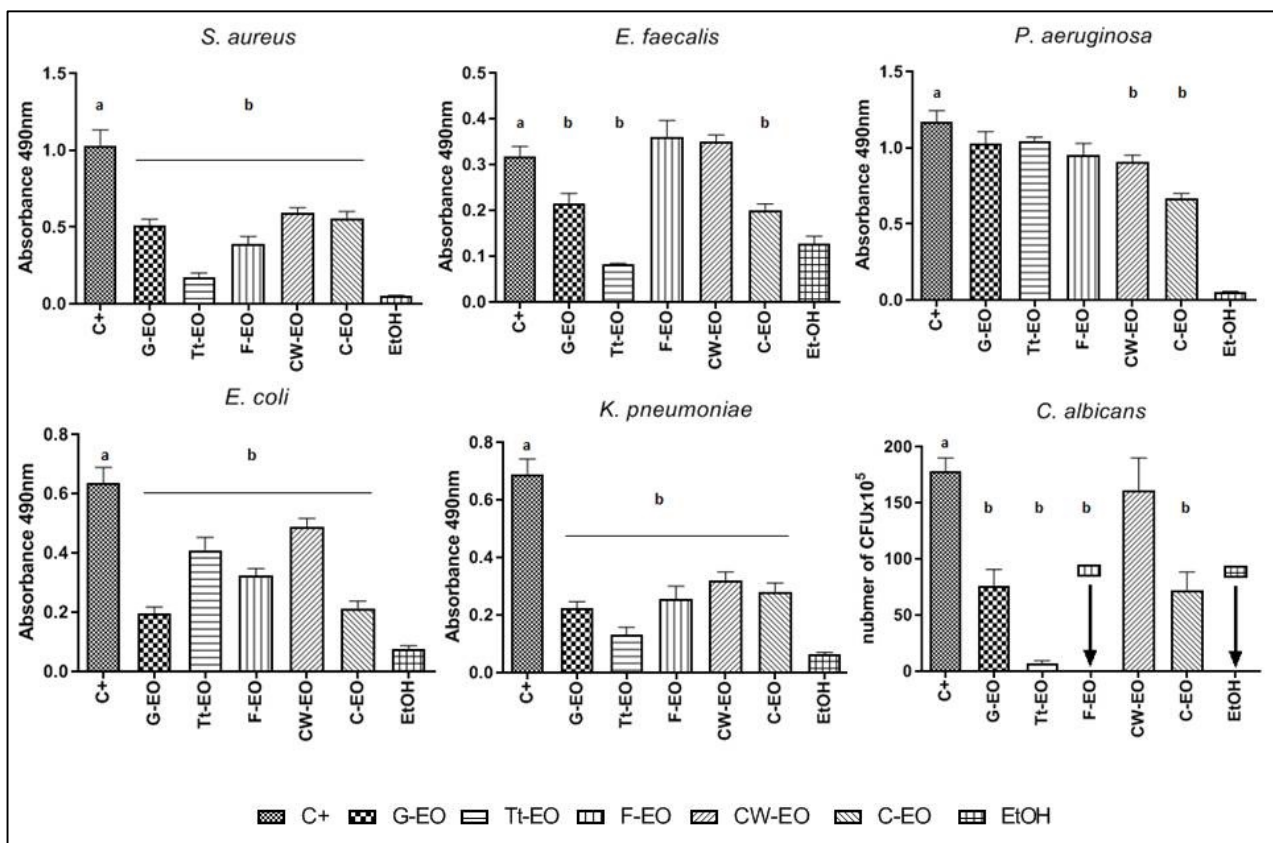 S. aureus
Absorbance 490nm
1.5
1.0
0.5
0.0
a
b
C+
G-EO
Tt-EO
F-EO
CW-EO
C-EO
EtOH
E. faecalis
Absorbance 490nm
0.5
0.4
0.3
0.2
0.1
0.0
a
b
b
b
C+
G-EO
Tt-EO
F-EO
CW-EO
C-EO
Et-OH
P. aeruginosa
Absorbance 490nm
1.5
1.0
0.5
0.0
a
b
b
C+
G-EO
Tt-EO
F-EO
CW-EO
C-EO
Et-OH
E. coli
Absorbance 490nm
0.8
0.6
0.4
0.2
0.0
a
b
C+
G-EO
Tt-EO
F-EO
CW-EO
C-EO
EtOH
K. pneumoniae
Absorbance 490nm
0.8
0.6
0.4
0.2
0.0
a
b
C+
G-EO
Tt-EO
F-EO
CW-EO
C-EO
EtOH
C. albicans
nubmer of CFUx10⁵
200
150
100
50
0
a
b
b
b
b
C+
G-EO
Tt-EO
F-EO
CW-EO
C-EO
EtOH
C+ G-EO Tt-EO F-EO CW-EO C-EO EtOH